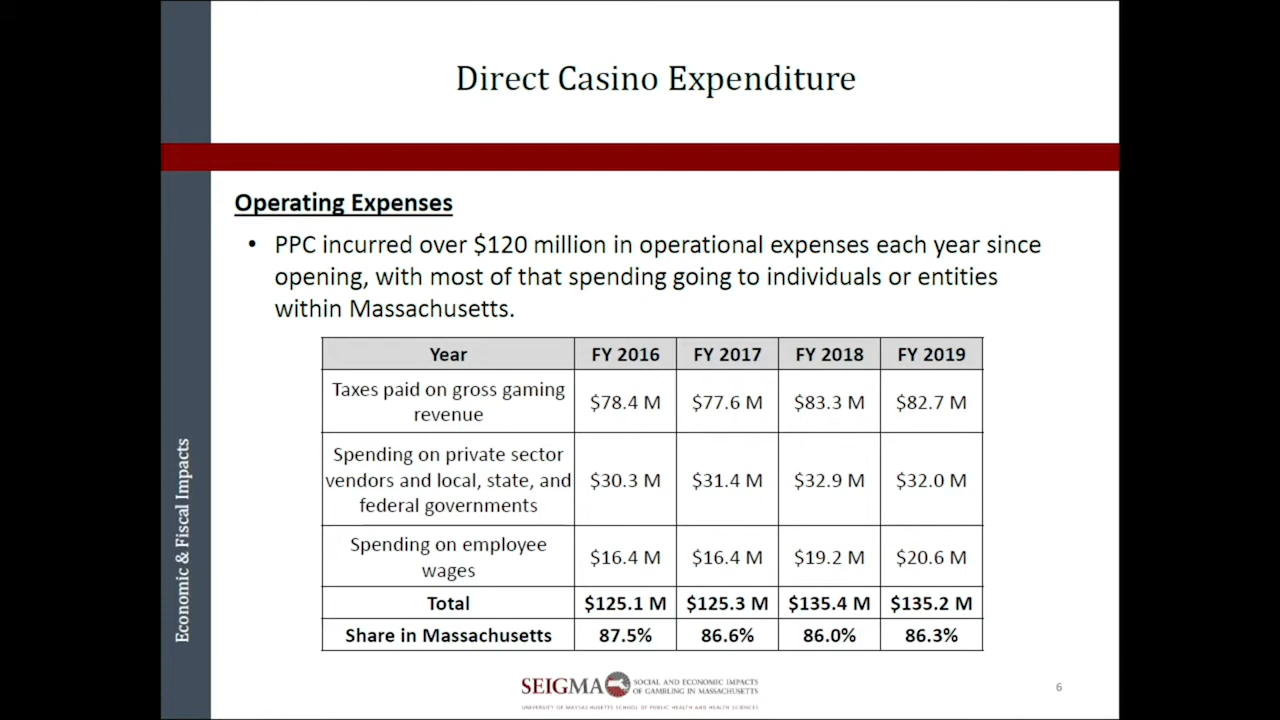 Direct Casino Expenditure
Operating Expenses
• PPC incurred over $120 million in operational expenses each year since
opening, with most of that spending going to individuals or entities
within Massachusetts.
Year FY 2016 FY 2017 FY 2018 FY 2019
Taxes paid on gross gaming
revenue
$78.4 M $77.6 M $83.3 M $82.7 M
Spending on private sector
vendors and local, state, and
federal governments
$30.3 M $31.4 M $32.9 M $32.0 M
Spending on employee
wages
$16.4 M $16.4 M $19.2 M $20.6 M
Total $125.1 M $125.3 M $135.4 M $135.2 M
Share in Massachusetts 87.5% 86.6% 86.0% 86.3%
Economic & Fiscal Impacts
SEIGMA SOCIAL AND ECONOMIC IMPACTS
OF GAMBLING IN MASSACHUSETTS
UNIVERSITY OF MASSACHUSETTS SCHOOL OF PUBLIC HEALTH AND HEALTH SCIENCES
6